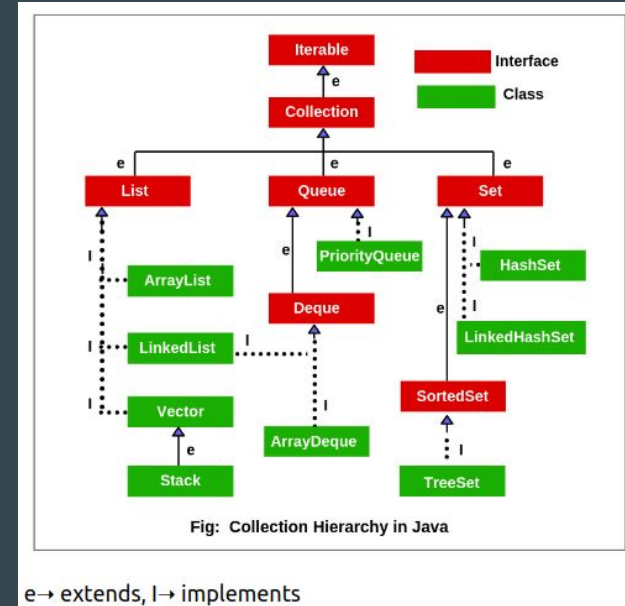 Iterable
Interface
e
Class
Collection
e e e
List Queue Set
I
I
PriorityQueue
I
HashSet
e
ArrayList
Deque
I
e
LinkedList
I
LinkedHashSet
I
SortedSet
I
Vector
I
ArrayDeque
I
e
Stack
TreeSet
Fig: Collection Hierarchy in Java
e→ extends, I→ implements